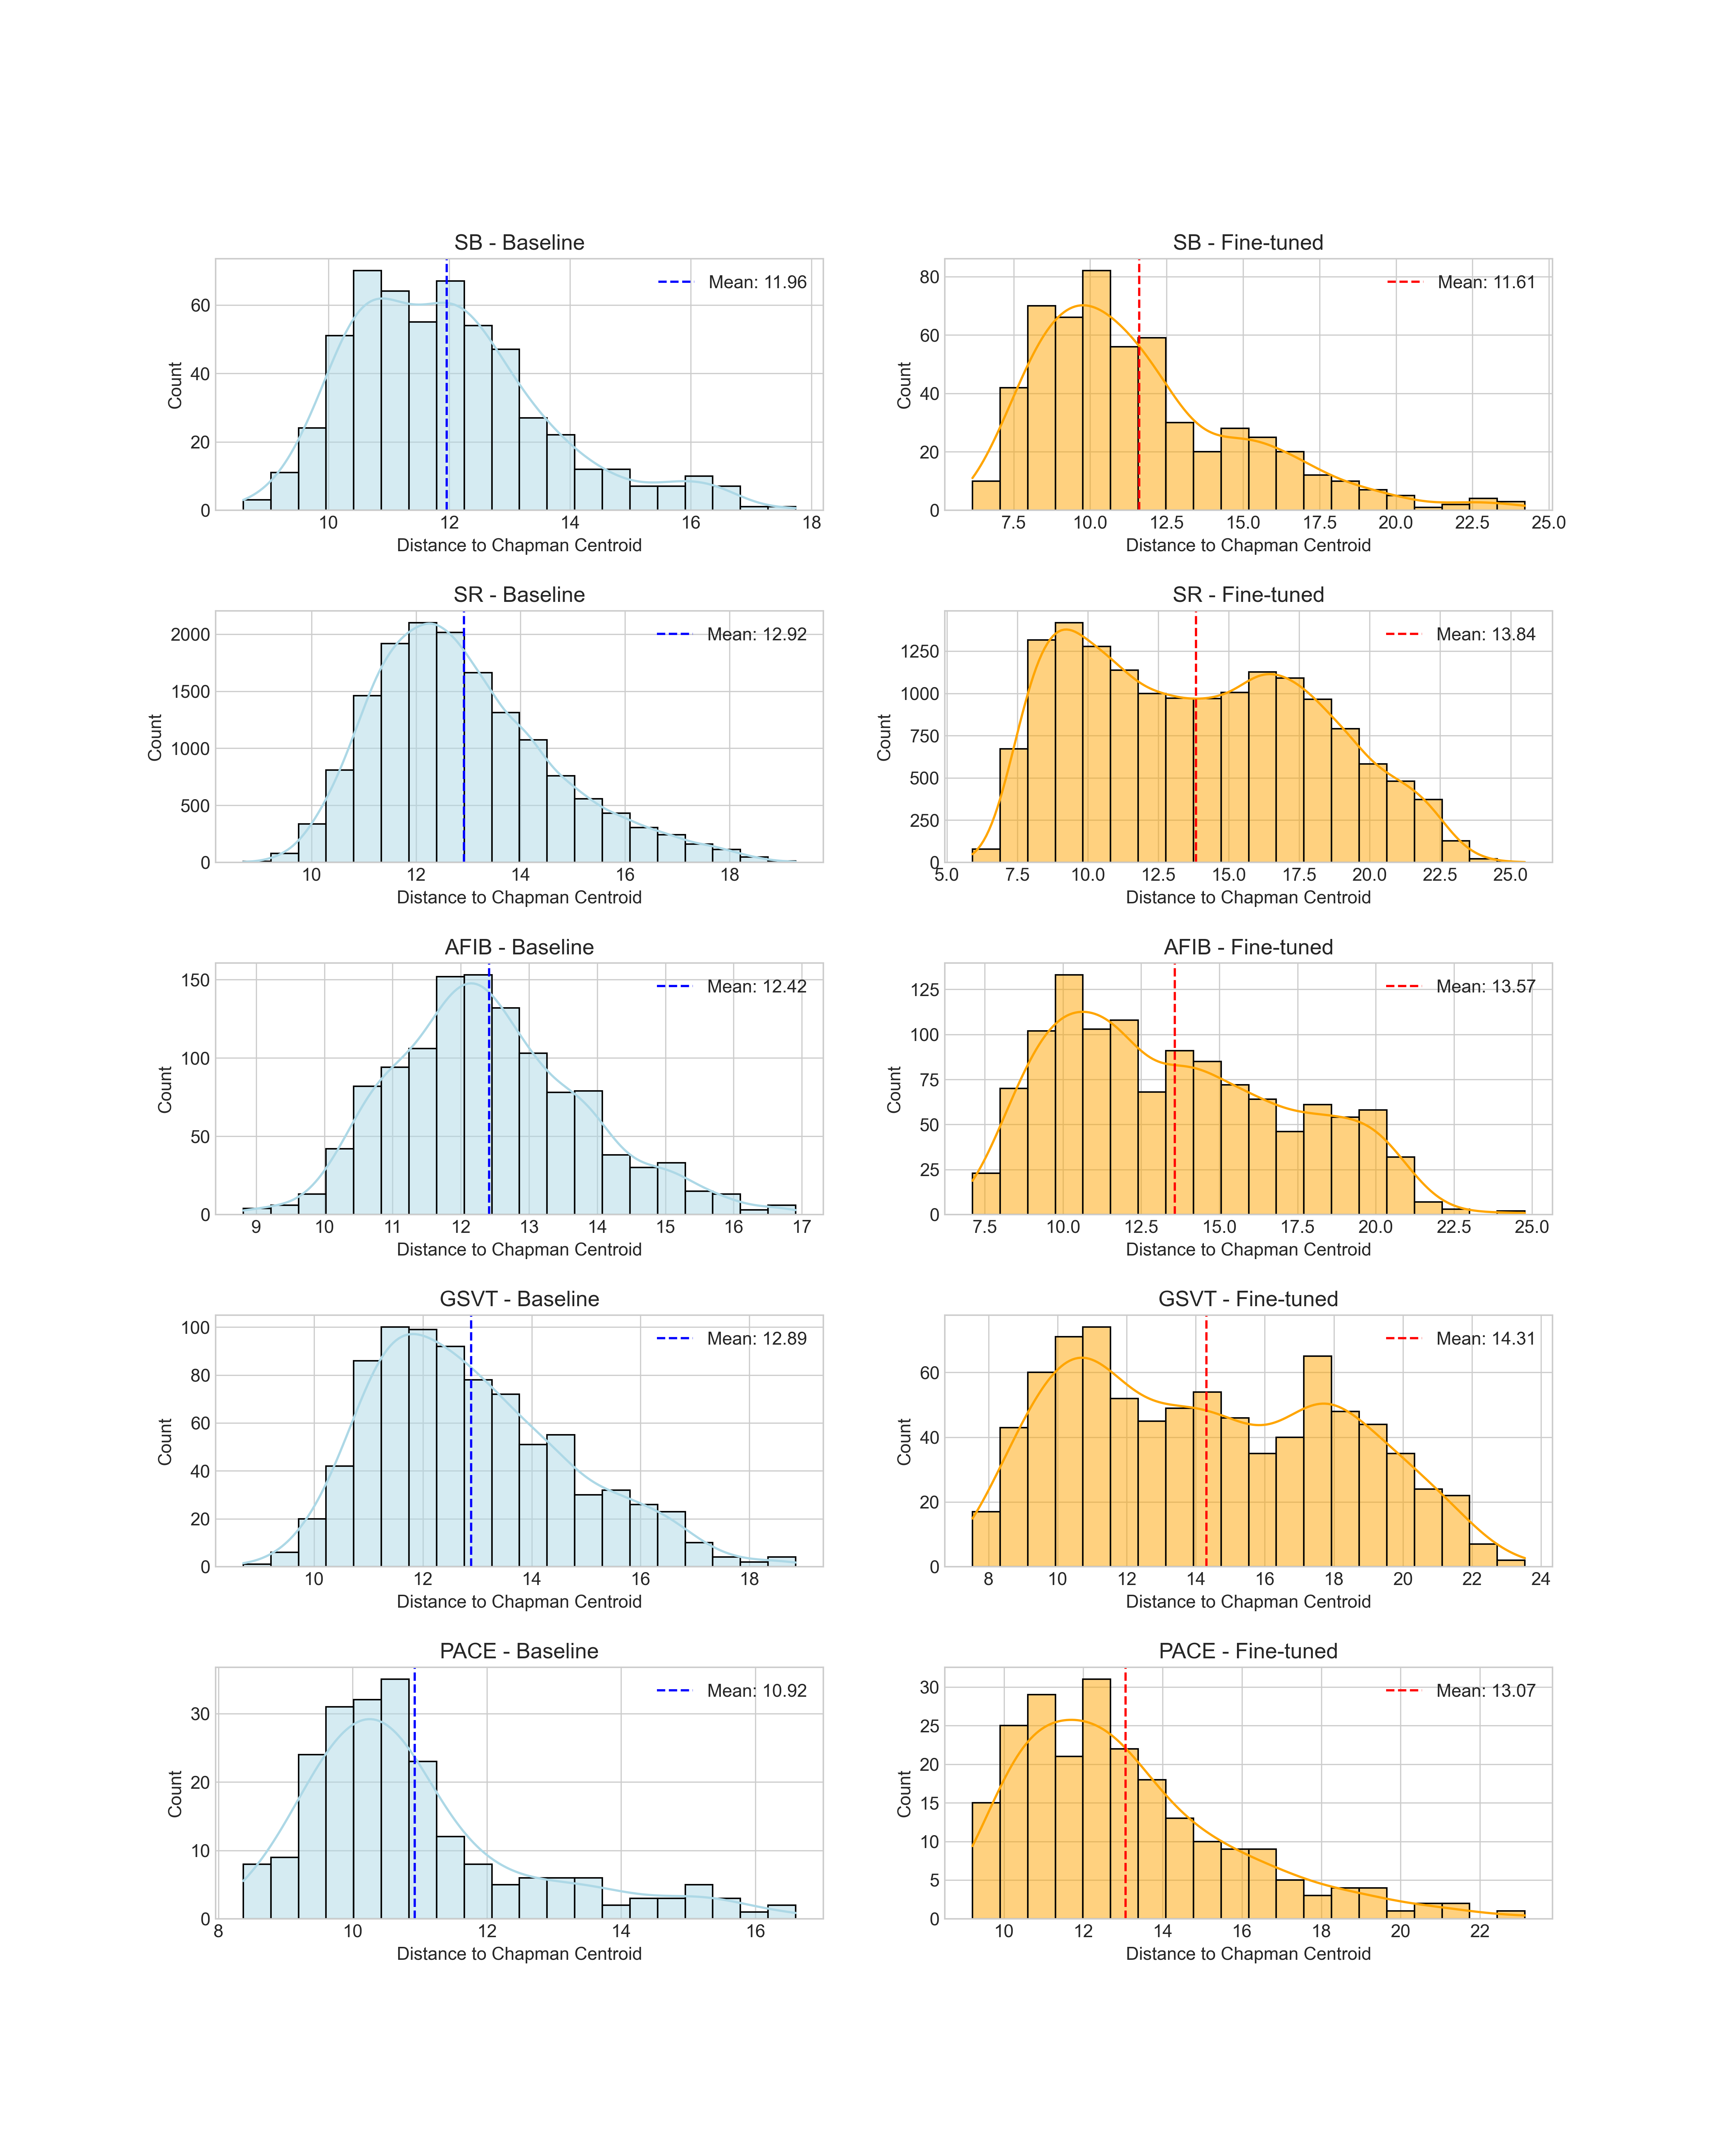 SB - Baseline
Mean: 11.96
Count
0 20 40 60
10 12 14 16 18
Distance to Chapman Centroid
SB - Fine-tuned
Mean: 11.61
Count
0 20 40 60 80
7.5 10.0 12.5 15.0 17.5 20.0 22.5 25.0
Distance to Chapman Centroid
SR - Baseline
Mean: 12.92
Count
0 500 1000 1500 2000
10 12 14 16 18
Distance to Chapman Centroid
SR - Fine-tuned
Mean: 13.84
Count
0 250 500 750 1000 1250
5.0 7.5 10.0 12.5 15.0 17.5 20.0 22.5 25.0
Distance to Chapman Centroid
AFIB - Baseline
Mean: 12.42
Count
0 50 100 150
9 10 11 12 13 14 15 16 17
Distance to Chapman Centroid
AFIB - Fine-tuned
Mean: 13.57
Count
0 25 50 75 100 125
7.5 10.0 12.5 15.0 17.5 20.0 22.5 25.0
Distance to Chapman Centroid
GSVT - Baseline
Mean: 12.89
Count
0 20 40 60 80 100
10 12 14 16 18
Distance to Chapman Centroid
GSVT - Fine-tuned
Mean: 14.31
Count
0 20 40 60
8 10 12 14 16 18 20 22 24
Distance to Chapman Centroid
PACE - Baseline
Mean: 10.92
Count
0 10 20 30
8 10 12 14 16
Distance to Chapman Centroid
PACE - Fine-tuned
Mean: 13.07
Count
0 5 10 15 20 25 30
10 12 14 16 18 20 22
Distance to Chapman Centroid